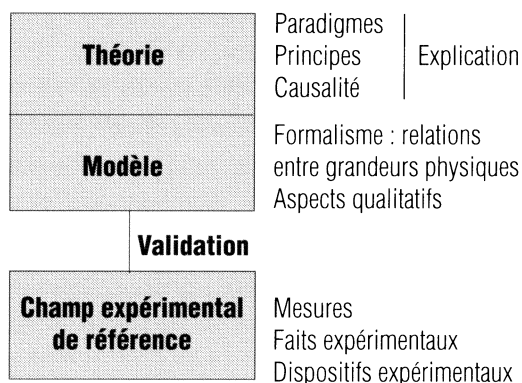 Théorie
Paradigmes
Principes
Causalité
Explication
Modèle
Formalisme : relations
entre grandeurs physiques
Aspects qualitatifs
Validation
Champ expérimental
de référence
Mesures
Faits expérimentaux
Dispositifs expérimentaux